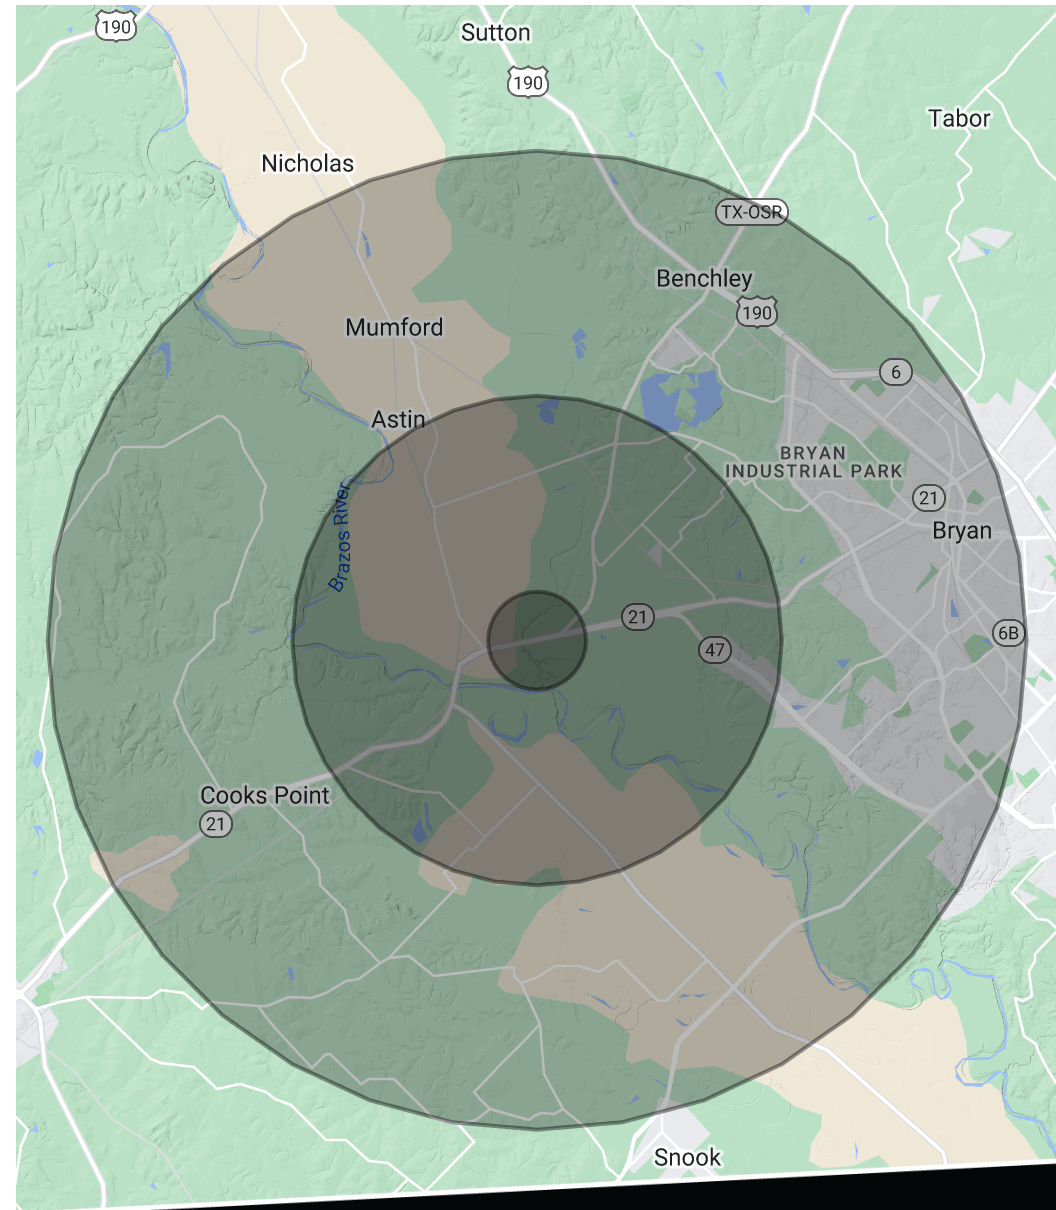 190
Sutton
190
Tabor
Nicholas
TX-OSR
Benchley
190
Mumford
6
Astin
BRYAN
INDUSTRIAL PARK
21
Brazos River
Bryan
21
6B
47
Cooks Point
21
Snook